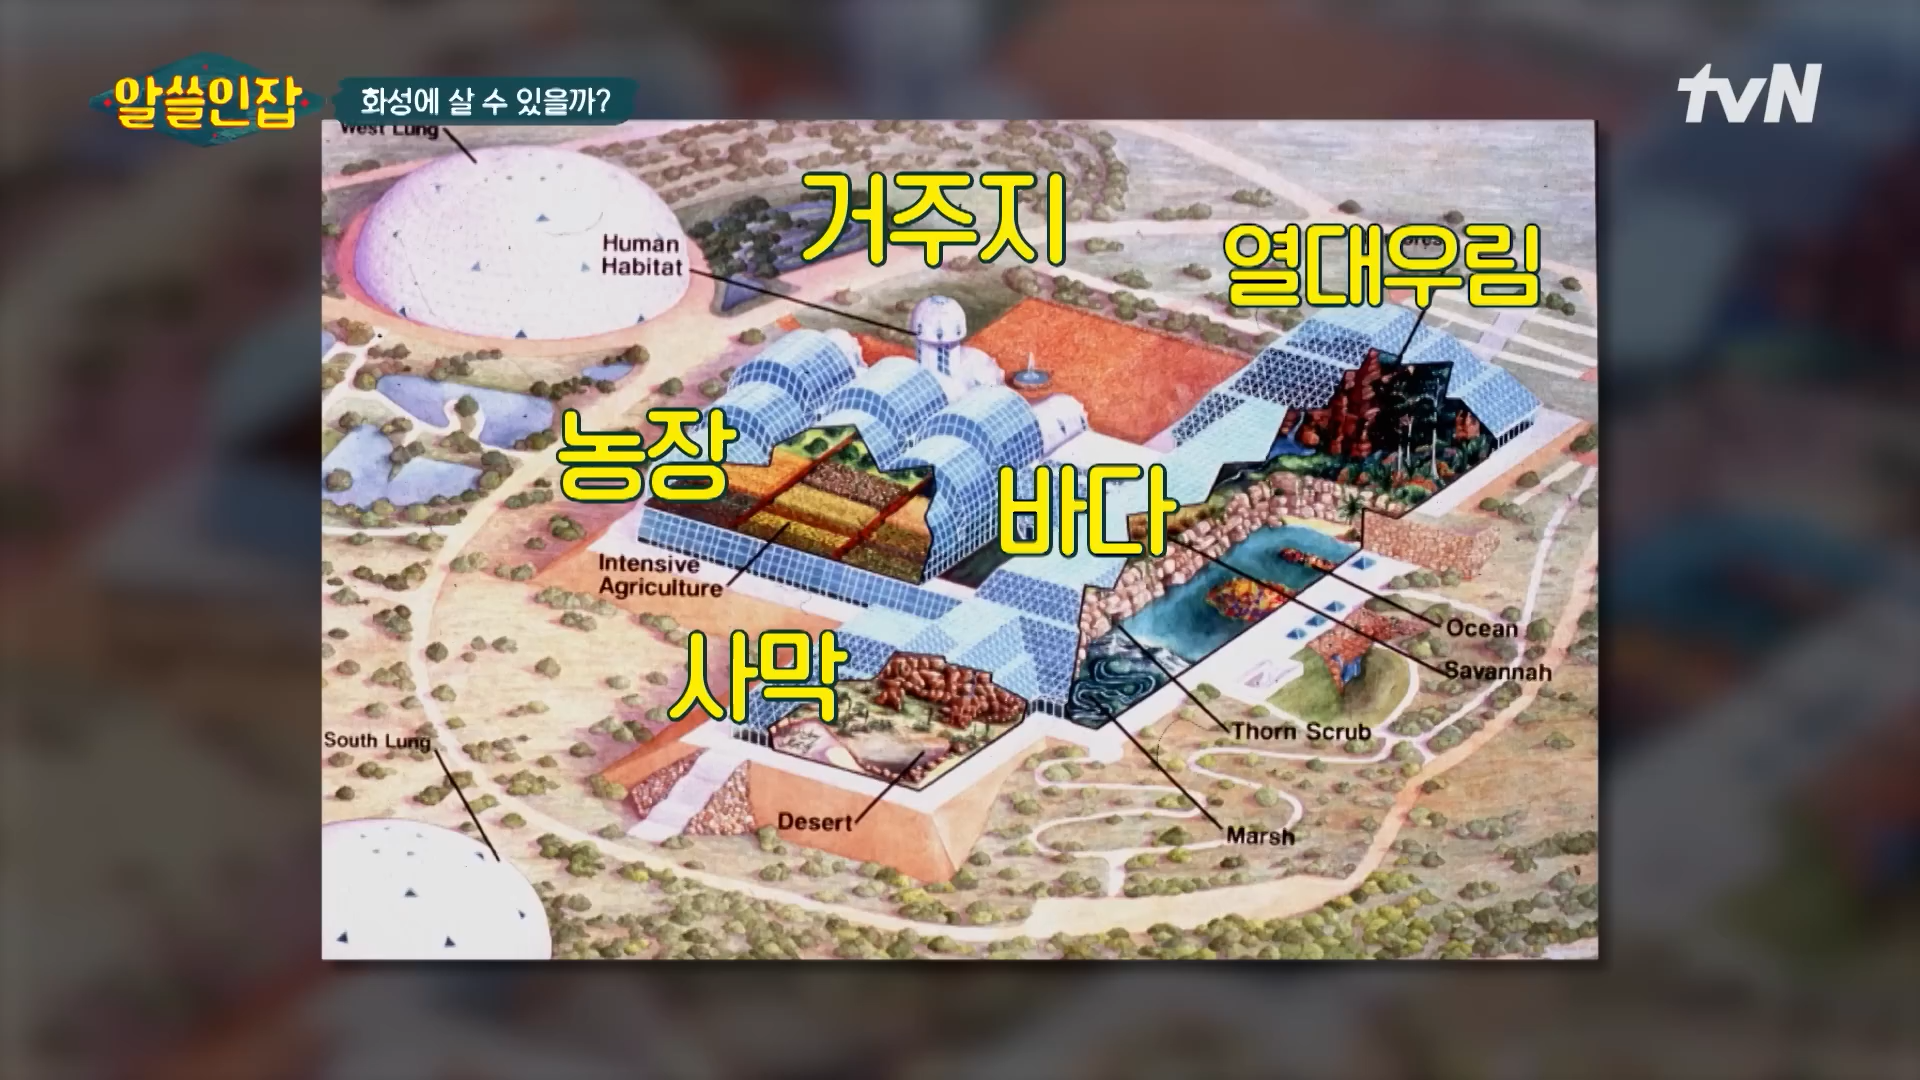 알쓸인잡
화성에 살 수 있을까?
tvN
West Lung
거주지
Human
Habitat
열대우림
농장
바다
Intensive
Agriculture
Ocean
사막
Savannah
Thorn Scrub
South Lung
Desert
Marsh